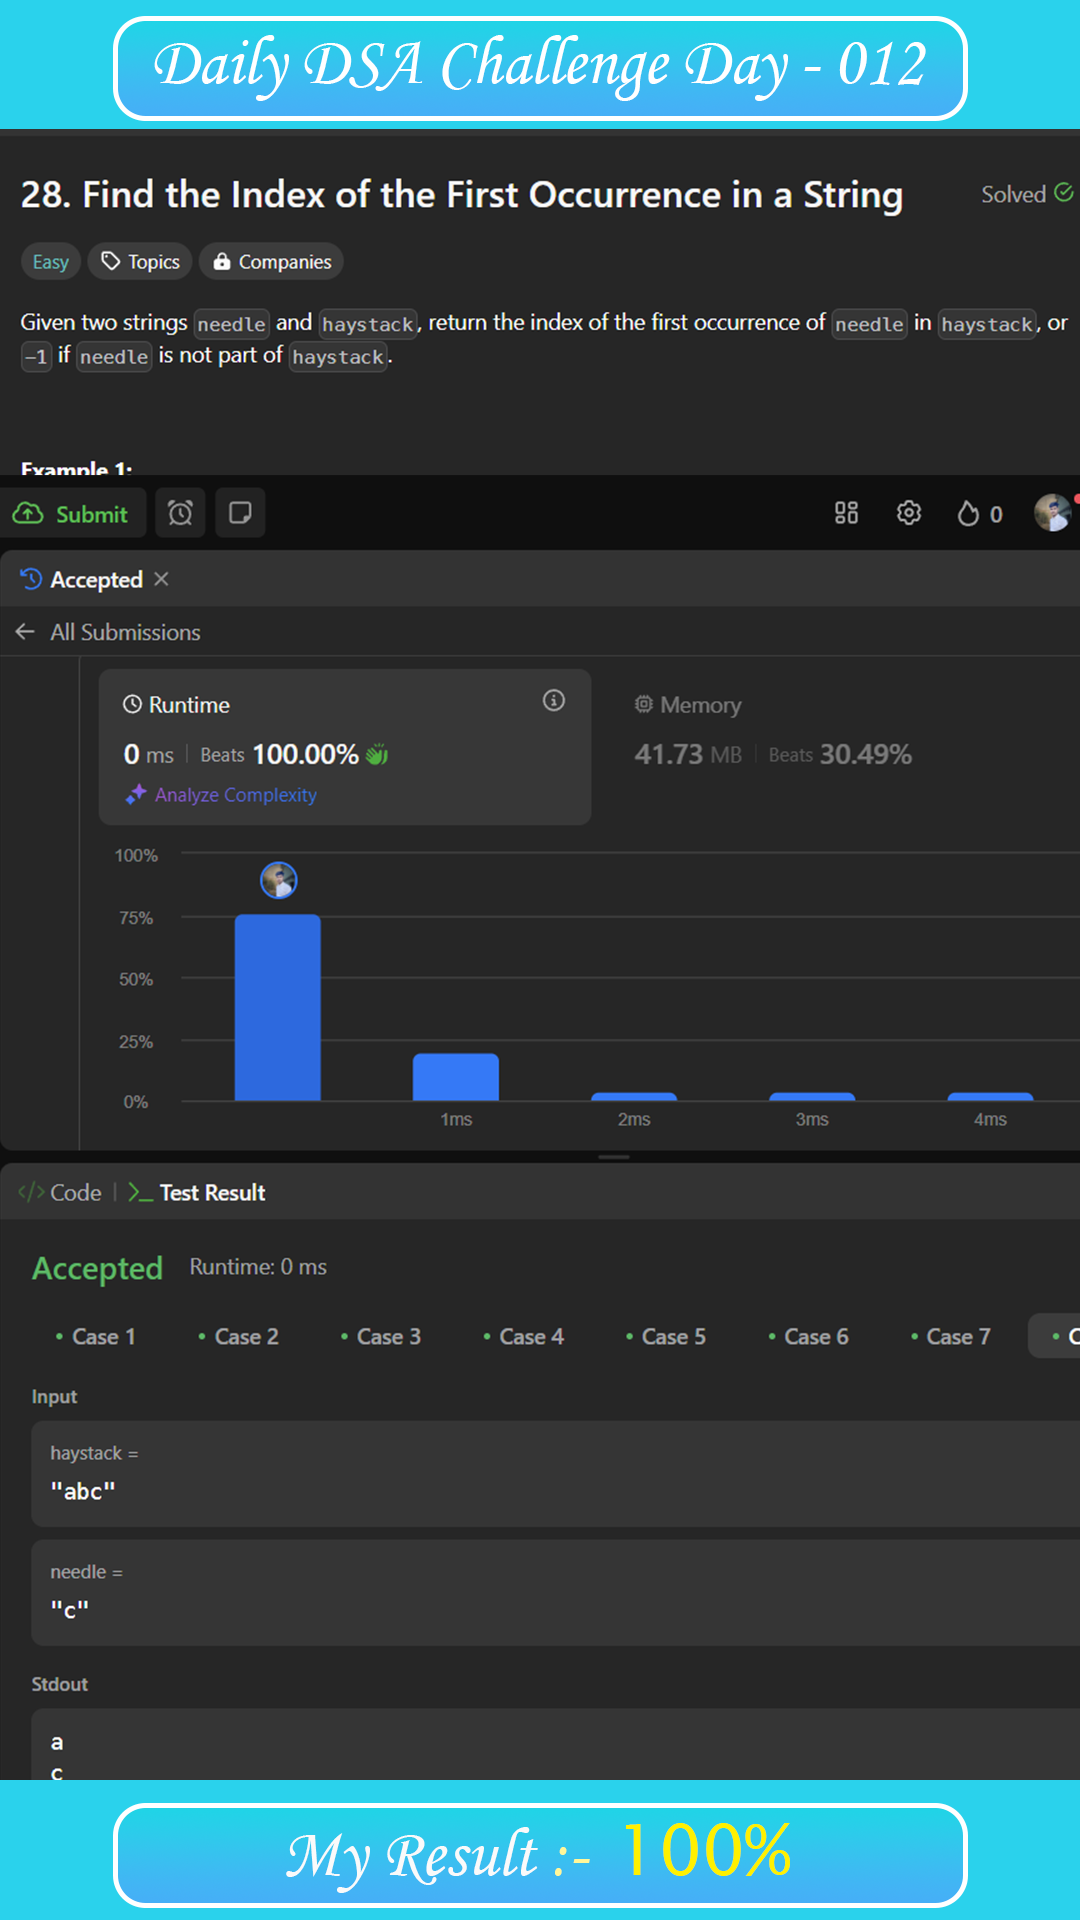 Daily DSA Challenge Day - 012
28. Find the Index of the First Occurrence in a String
Solved
Easy Topics Companies
Given two strings needle and haystack, return the index of the first occurrence of needle in haystack, or
-1 if needle is not part of haystack.
Example 1:
Submit 0
Accepted
All Submissions
Runtime Memory
0 ms Beats 100.00% 41.73 MB Beats 30.49%
Analyze Complexity
100%
75%
50%
25%
0%
1ms 2ms 3ms 4ms
</> Code Test Result
Accepted Runtime: 0 ms
• Case 1 • Case 2 • Case 3 • Case 4 • Case 5 • Case 6 • Case 7 • C
Input
haystack =
"abc"
needle =
"c"
Stdout
a
c
My Result :- 100%